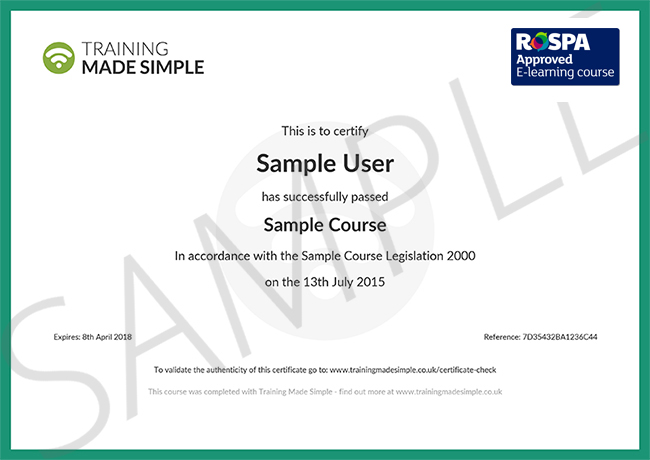 TRAINING
MADE SIMPLE
ROSPA
Approved
E-learning course
SAMPLE
This is to certify
Sample User
has successfully passed
Sample Course
In accordance with the Sample Course Legislation 2000
on the 13th July 2015
Expires: 8th April 2018
Reference: 7D35432BA1236C44
To validate the authenticity of this certificate go to: www.trainingmadesimple.co.uk/certificate-check
This course was completed with Training Made Simple - find out more at www.trainingmadesimple.co.uk